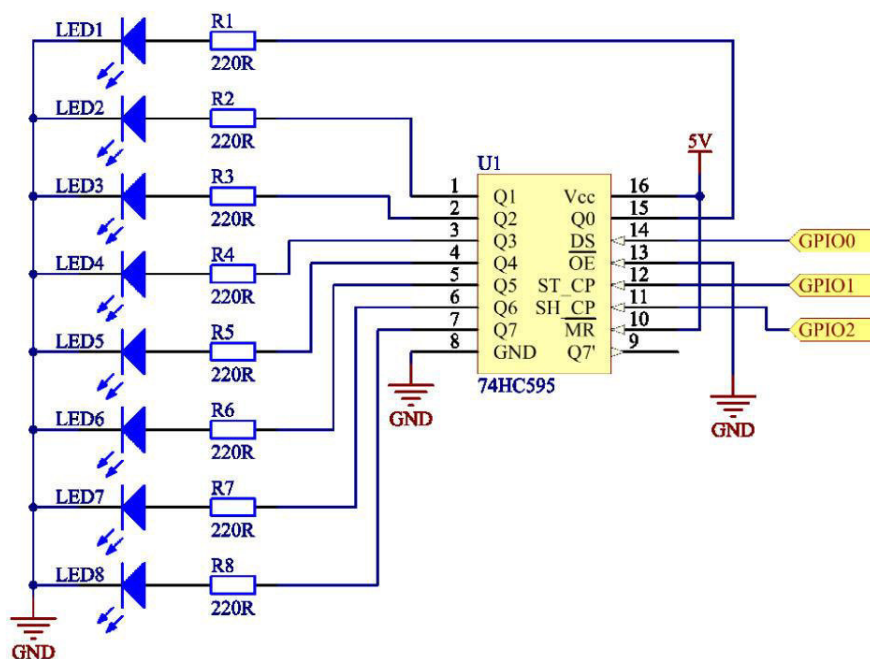 LED1 R1
220R
LED2 R2
220R
LED3 R3
220R
LED4 R4
220R
LED5 R5
220R
LED6 R6
220R
LED7 R7
220R
LED8 R8
220R
GND
U1
5V
1 Q1 Vcc 16
2 Q2 Q0 15
3 Q3 DS 14
4 Q4 OE 13
5 Q5 ST_CP 12
6 Q6 SH_CP 11
7 Q7 MR 10
8 GND Q7' 9
74HC595
GND
GND
GPIO0
GPIO1
GPIO2